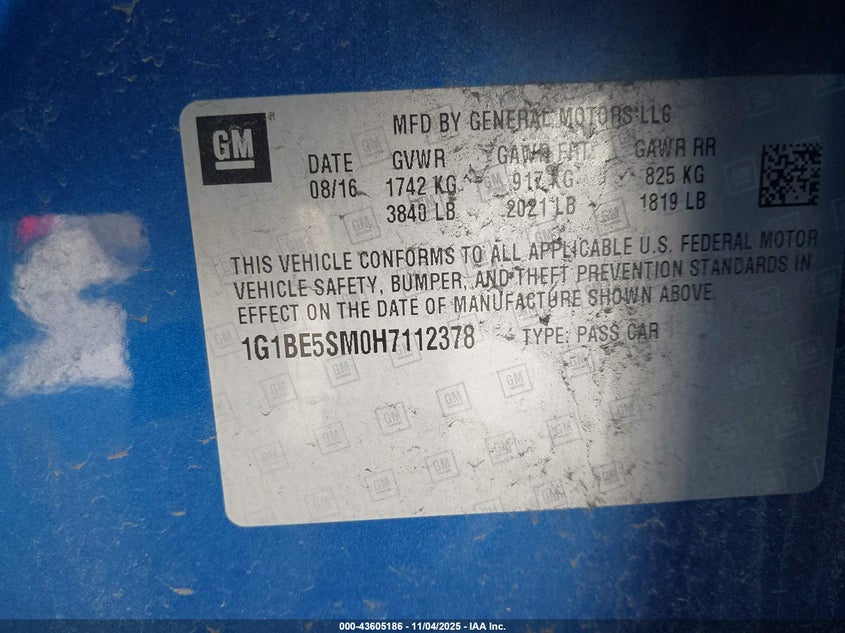 GM
MFD BY GENERAL MOTORS LLC
DATE GVWR GAWR FRT GAWR RR
08/16 1742 KG 917 KG 825 KG
3840 LB 2021 LB 1819 LB
THIS VEHICLE CONFORMS TO ALL APPLICABLE U.S. FEDERAL MOTOR
VEHICLE SAFETY, BUMPER, AND THEFT PREVENTION STANDARDS IN
EFFECT ON THE DATE OF MANUFACTURE SHOWN ABOVE.
1G1BE5SM0H7112378 TYPE: PASS CAR
000-43605186 - 11/04/2025 - IAA Inc.